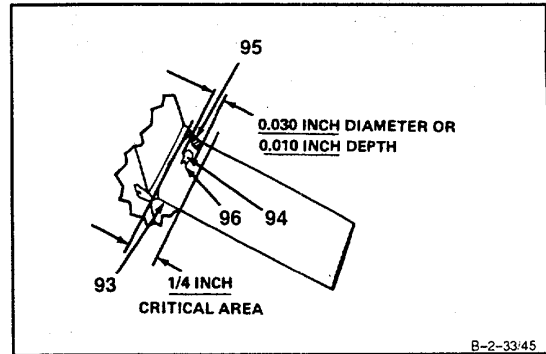 95
0.030 INCH DIAMETER OR
0.010 INCH DEPTH
96 94
93
1/4 INCH
CRITICAL AREA
B-2-33/45